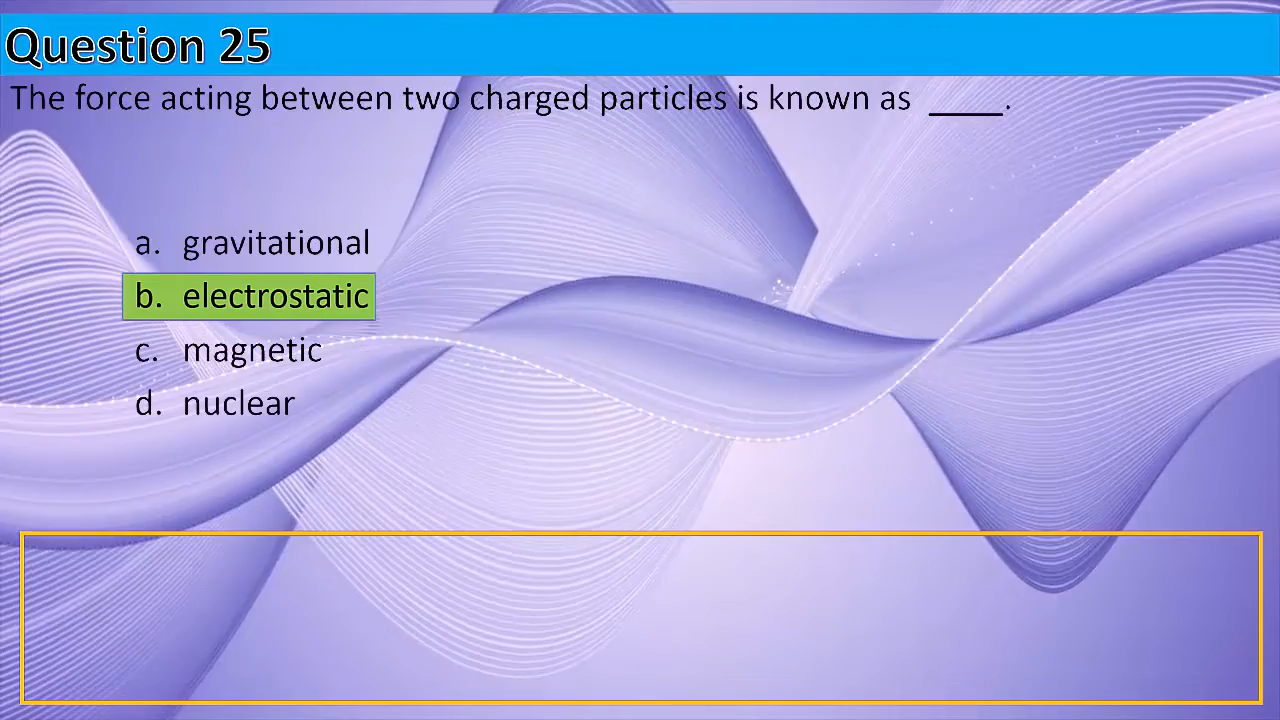 Question 25
The force acting between two charged particles is known as ____.
a. gravitational
b. electrostatic
c. magnetic
d. nuclear